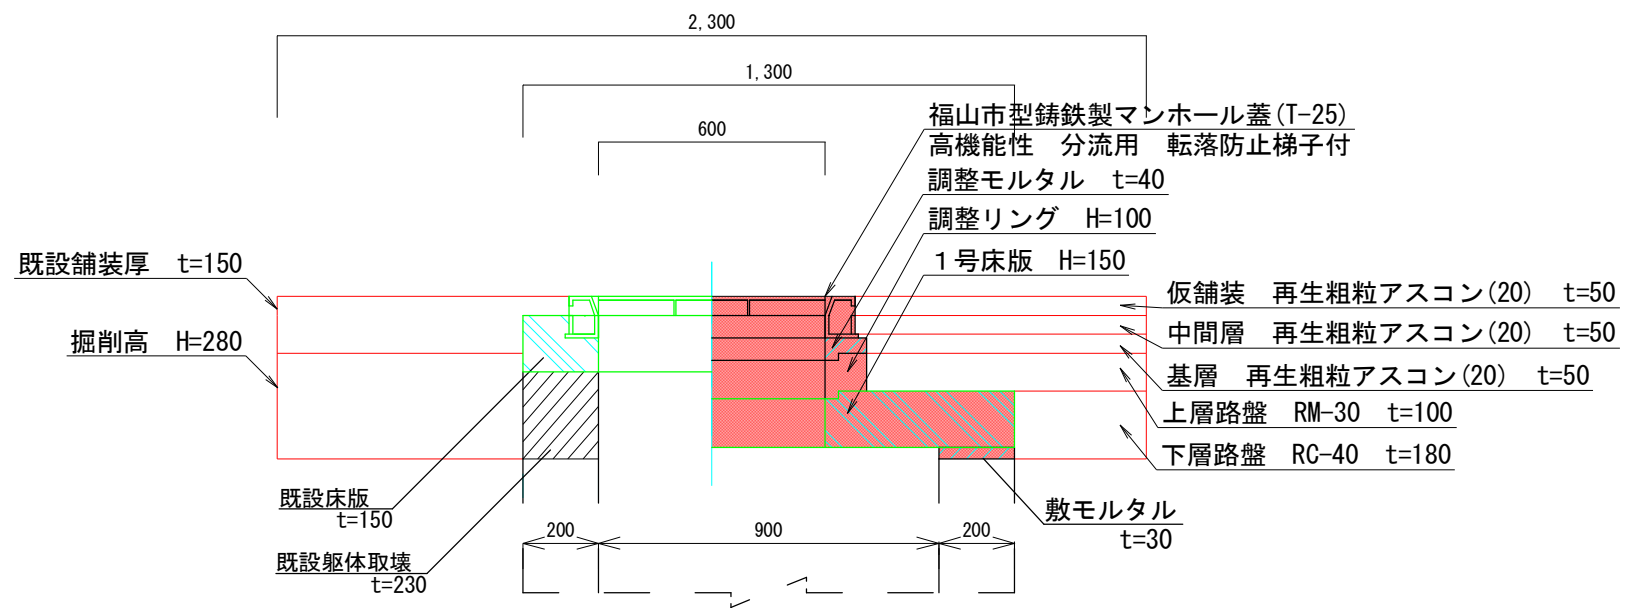 2,300
1,300
600
福山市型鋳鉄製マンホール蓋(T-25)
高機能性　分流用　転落防止梯子付
調整モルタル　t=40
調整リング　H=100
１号床版　H=150
既設舗装厚　t=150
掘削高　H=280
仮舗装　再生粗粒アスコン(20)　t=50
中間層　再生粗粒アスコン(20)　t=50
基層　再生粗粒アスコン(20)　t=50
上層路盤　RM-30　t=100
下層路盤　RC-40　t=180
既設床版
t=150
敷モルタル
t=30
既設躯体取壊
t=230
200
900
200